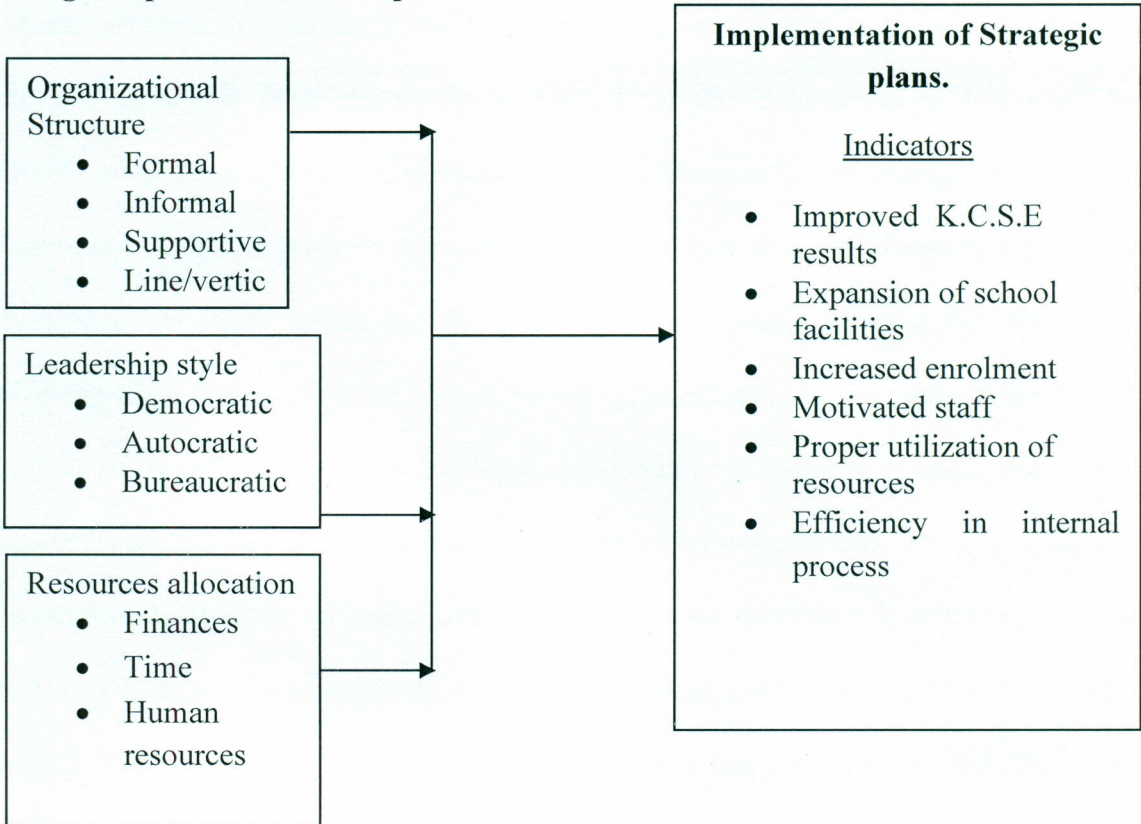 Organizational
Structure
• Formal
• Informal
• Supportive
• Line/vertic
Leadership style
• Democratic
• Autocratic
• Bureaucratic
Resources allocation
• Finances
• Time
• Human
resources
Implementation of Strategic
plans.
Indicators
• Improved K.C.S.E
results
• Expansion of school
facilities
• Increased enrolment
• Motivated staff
• Proper utilization of
resources
• Efficiency in internal
process